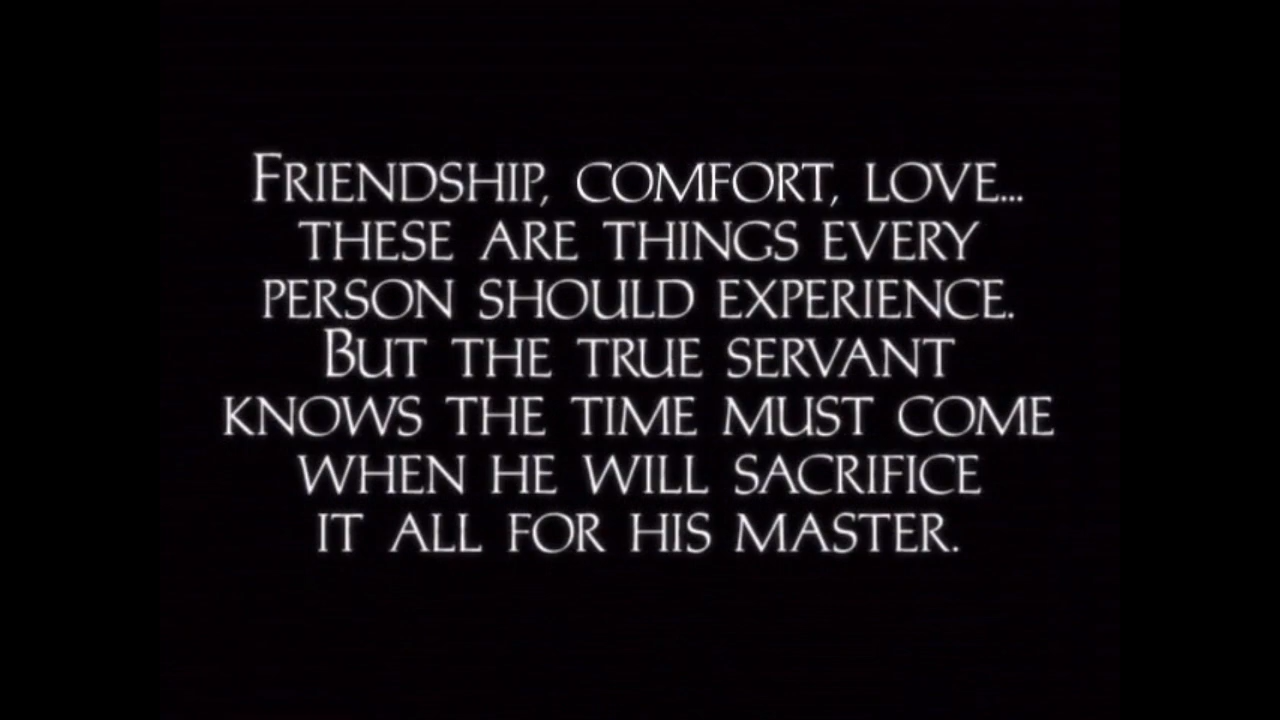 FRIENDSHIP, COMFORT, LOVE...
THESE ARE THINGS EVERY
PERSON SHOULD EXPERIENCE.
BUT THE TRUE SERVANT
KNOWS THE TIME MUST COME
WHEN HE WILL SACRIFICE
IT ALL FOR HIS MASTER.